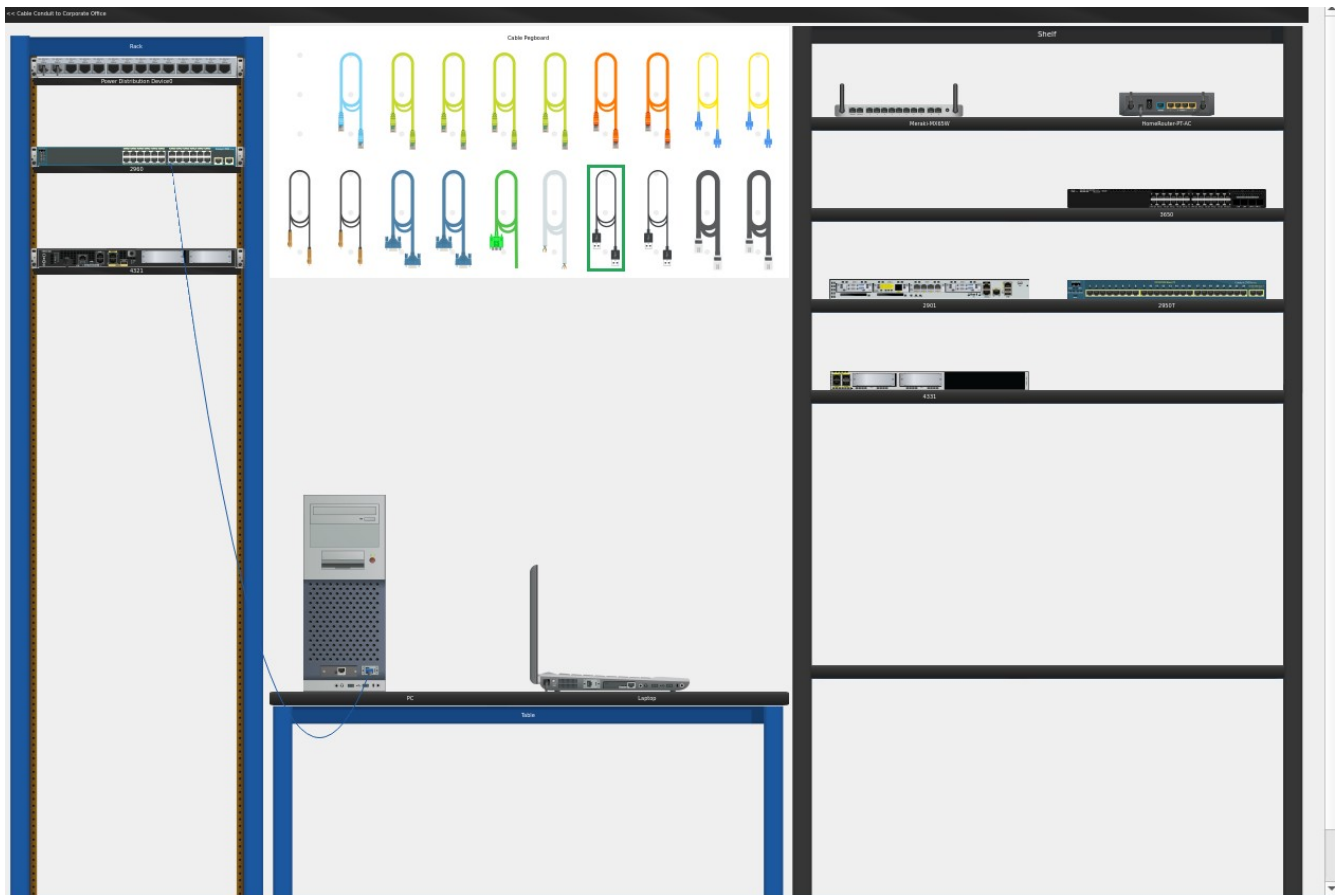 << Cable Conduit to Corporate Office
Rack
Power Distribution Device0
2960
4321
Cable Pegboard
PC
Laptop
Table
Shelf
Meraki-MX65W
HomeRouter-PT-AC
3650
2901
2950T
4331